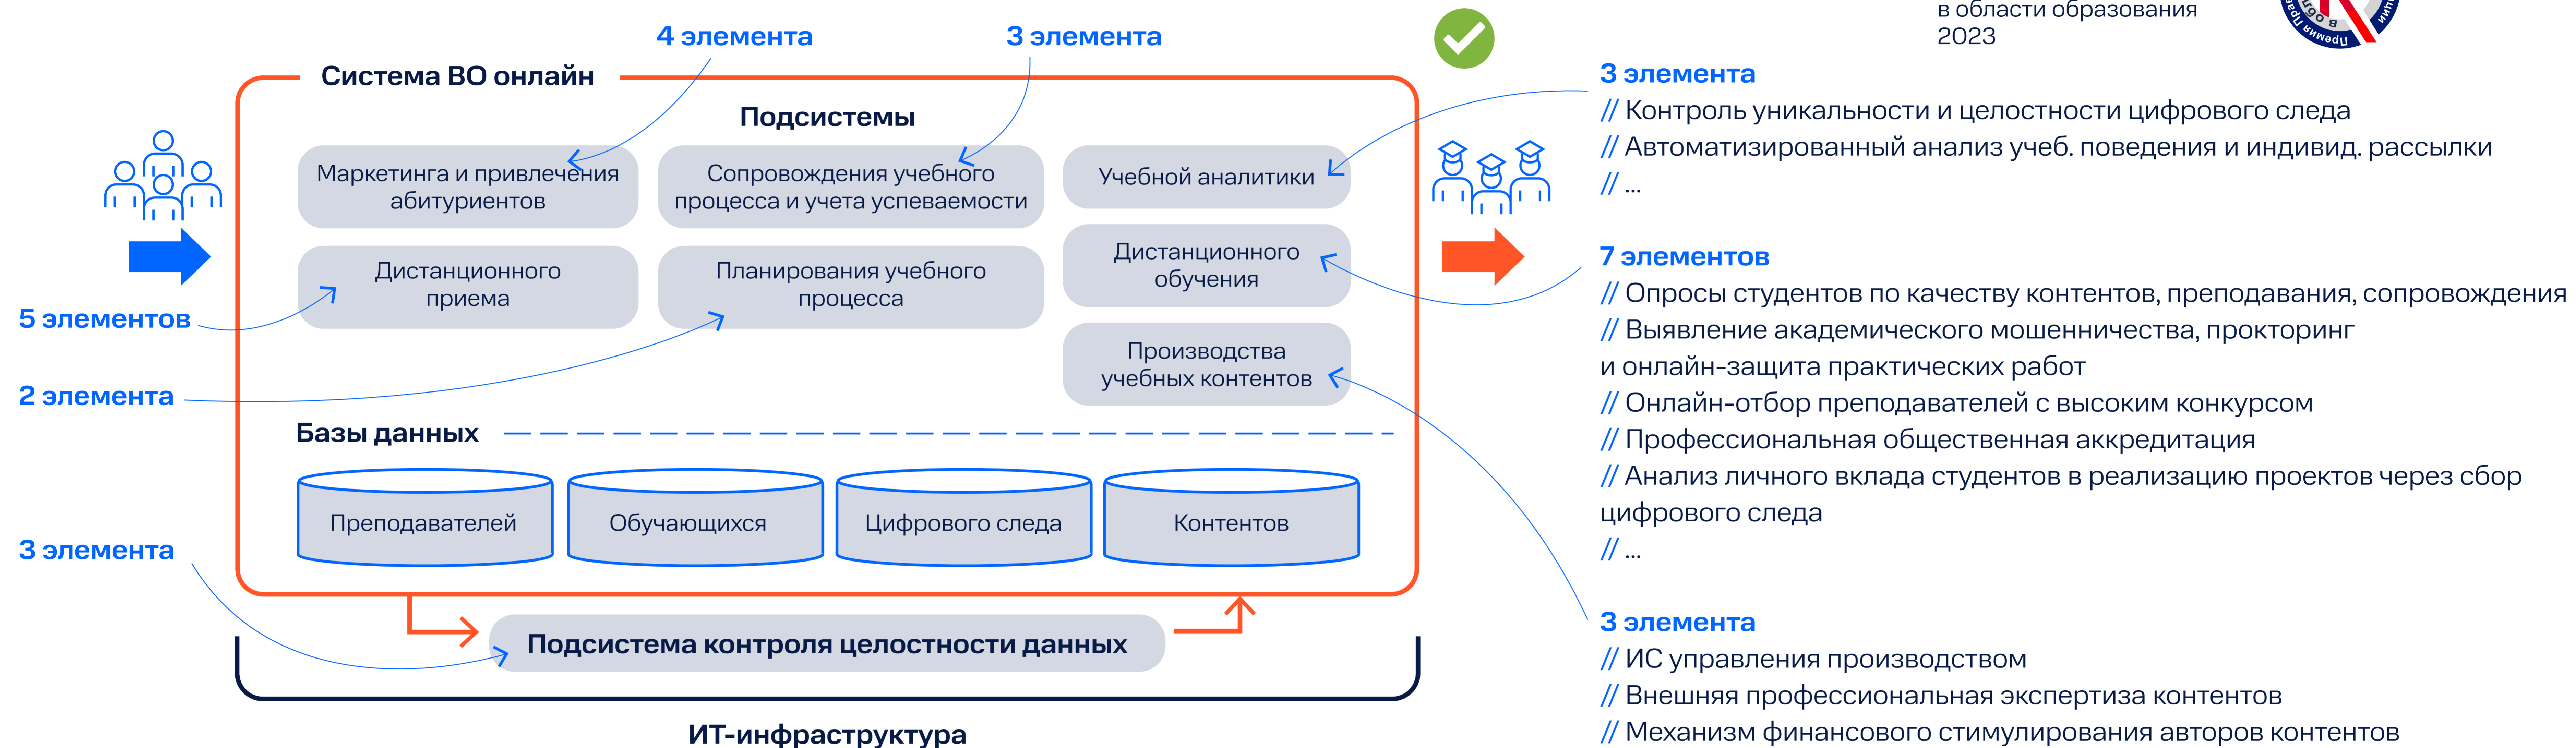 в области образования
2023
Премия Пра
в обл
ции
4 элемента
3 элемента
Система ВО онлайн
Подсистемы
Маркетинга и привлечения
абитуриентов
Сопровождения учебного
процесса и учета успеваемости
Учебной аналитики
Дистанционного
приема
Планирования учебного
процесса
Дистанционного
обучения
Производства
учебных контентов
5 элементов
2 элемента
Базы данных
Преподавателей
Обучающихся
Цифрового следа
Контентов
3 элемента
Подсистема контроля целостности данных
ИТ-инфраструктура
3 элемента
// Контроль уникальности и целостности цифрового следа
// Автоматизированный анализ учеб. поведения и индивид. рассылки
// ...
7 элементов
// Опросы студентов по качеству контентов, преподавания, сопровождения
// Выявление академического мошенничества, прокторинг
и онлайн-защита практических работ
// Онлайн-отбор преподавателей с высоким конкурсом
// Профессиональная общественная аккредитация
// Анализ личного вклада студентов в реализацию проектов через сбор
цифрового следа
// ...
3 элемента
// ИС управления производством
// Внешняя профессиональная экспертиза контентов
// Механизм финансового стимулирования авторов контентов